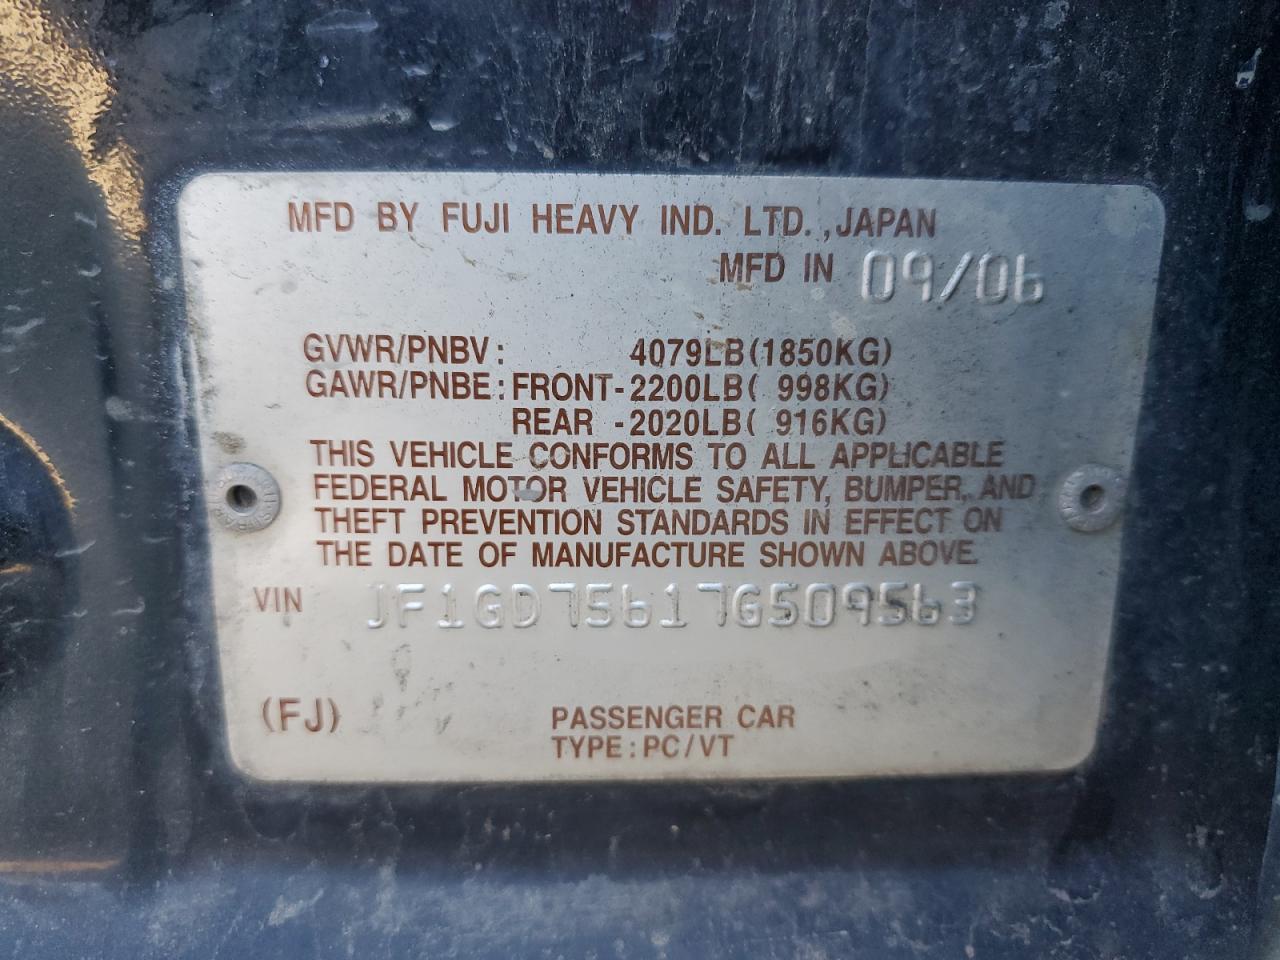 MFD BY FUJI HEAVY IND. LTD.,JAPAN
MFD IN 09/06
GVWR/PNBV: 4079LB(1850KG)
GAWR/PNBE:FRONT-2200LB( 998KG)
REAR -2020LB( 916KG)
THIS VEHICLE CONFORMS TO ALL APPLICABLE
FEDERAL MOTOR VEHICLE SAFETY, BUMPER, AND
THEFT PREVENTION STANDARDS IN EFFECT ON
THE DATE OF MANUFACTURE SHOWN ABOVE.
VIN JF1GD75617G509563
(FJ) PASSENGER CAR
TYPE:PC/VT